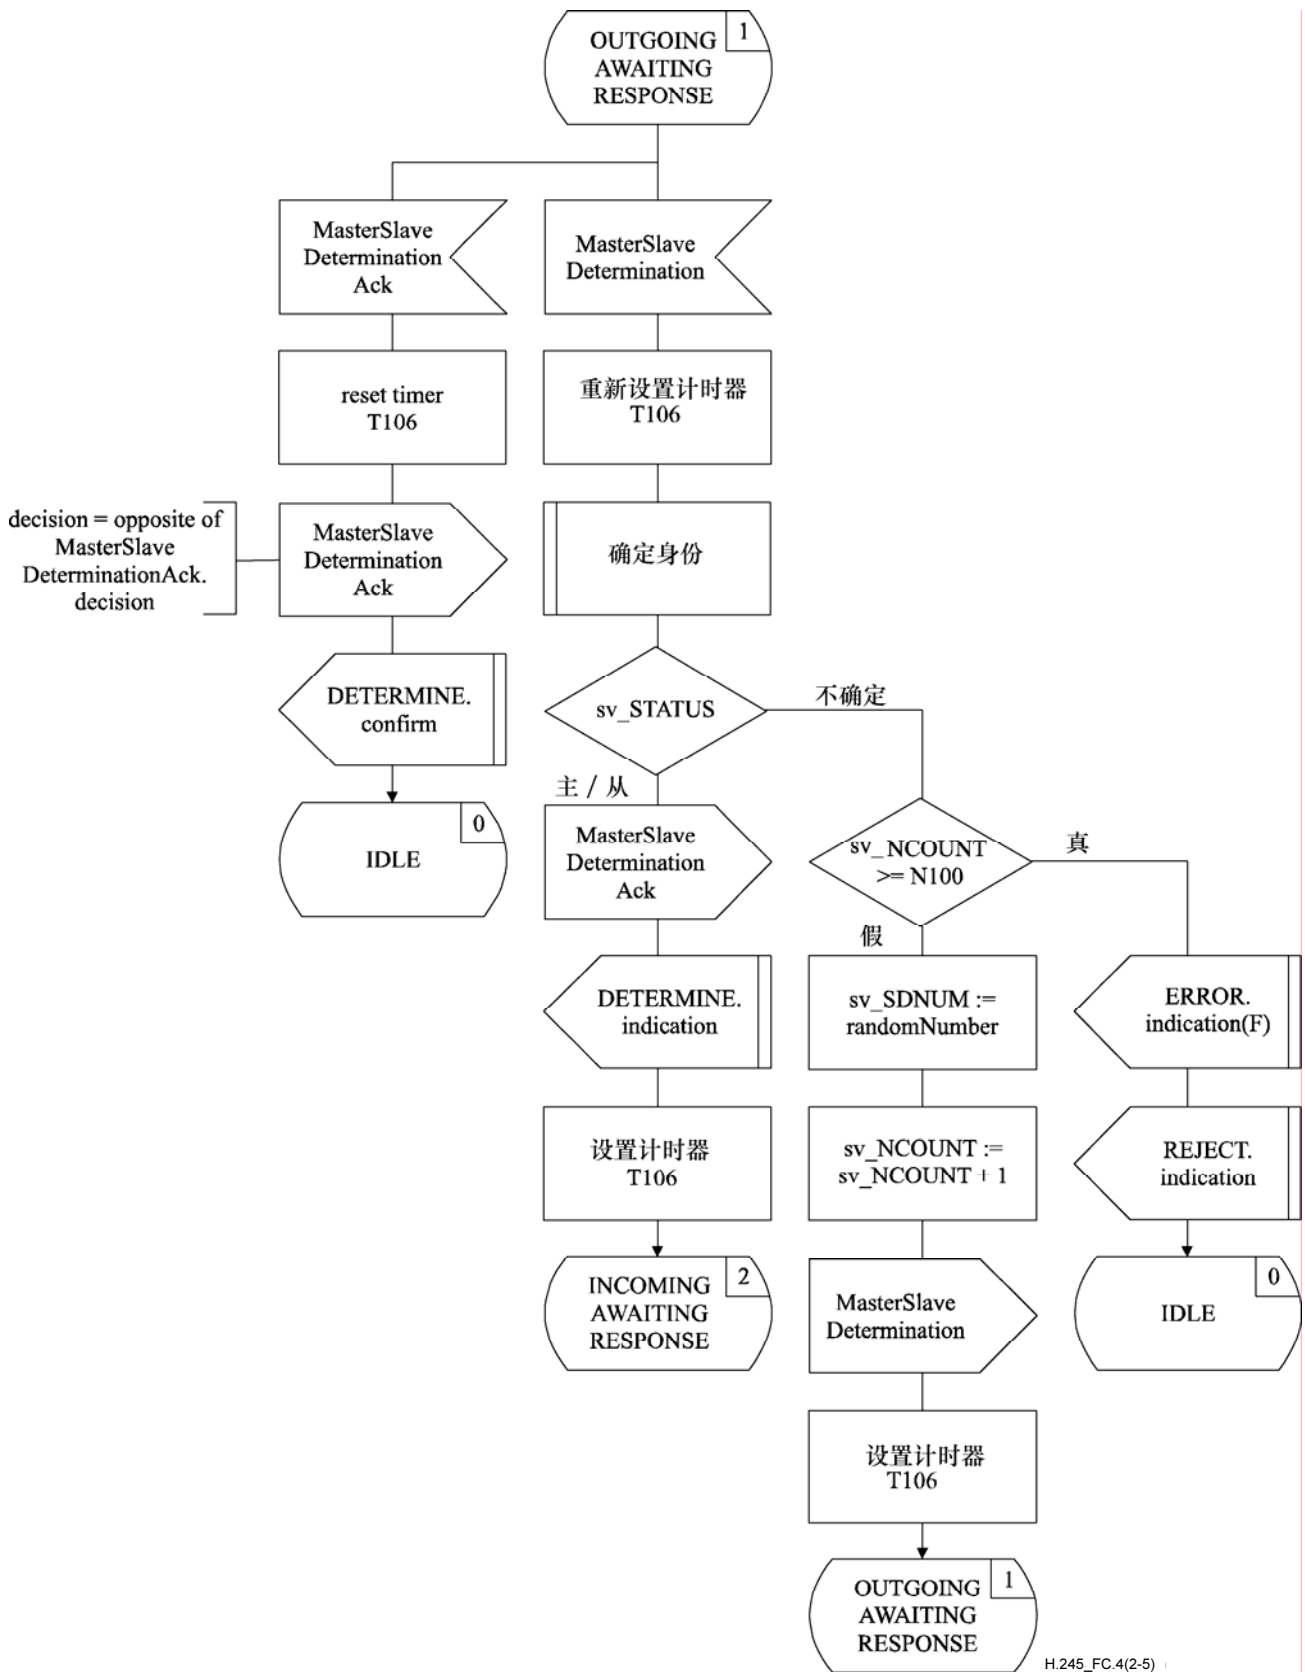 OUTGOING
AWAITING
RESPONSE
1
MasterSlave
Determination
Ack
MasterSlave
Determination
reset timer
T106
重新设置计时器
T106
decision = opposite of
MasterSlave
DeterminationAck.
decision
MasterSlave
Determination
Ack
确定身份
DETERMINE.
confirm
sv_STATUS
不确定
主 / 从
IDLE
0
MasterSlave
Determination
Ack
sv_NCOUNT
>= N100
真
假
DETERMINE.
indication
sv_SDNUM :=
randomNumber
ERROR.
indication(F)
设置计时器
T106
sv_NCOUNT :=
sv_NCOUNT + 1
REJECT.
indication
INCOMING
AWAITING
RESPONSE
2
MasterSlave
Determination
IDLE
0
设置计时器
T106
OUTGOING
AWAITING
RESPONSE
1
H.245_FC.4(2-5)